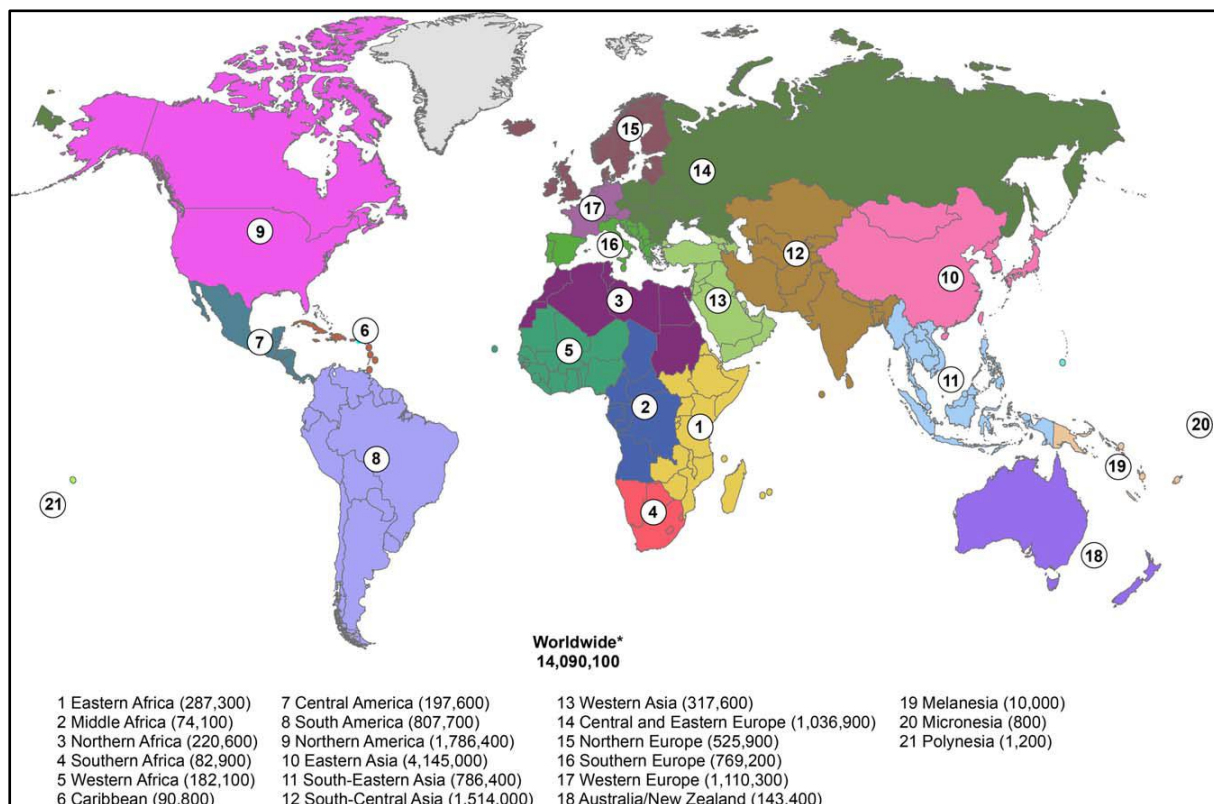 15
14
17
9
16
12
10
3
13
6
7
5
11
2
1
20
8
19
21
4
18
Worldwide*
14,090,100
1 Eastern Africa (287,300)
2 Middle Africa (74,100)
3 Northern Africa (220,600)
4 Southern Africa (82,900)
5 Western Africa (182,100)
6 Caribbean (90,800)
7 Central America (197,600)
8 South America (807,700)
9 Northern America (1,786,400)
10 Eastern Asia (4,145,000)
11 South-Eastern Asia (786,400)
12 South-Central Asia (1,514,000)
13 Western Asia (317,600)
14 Central and Eastern Europe (1,036,900)
15 Northern Europe (525,900)
16 Southern Europe (769,200)
17 Western Europe (1,110,300)
18 Australia/New Zealand (143,400)
19 Melanesia (10,000)
20 Micronesia (800)
21 Polynesia (1,200)